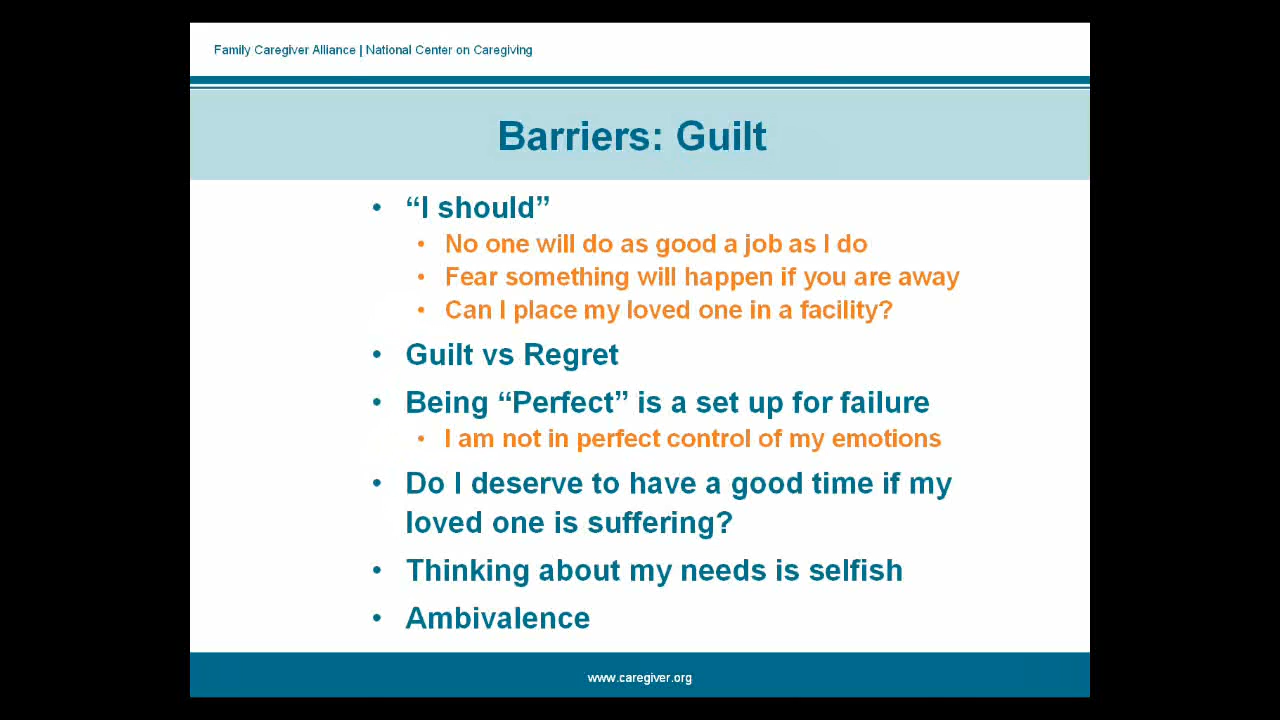 Family Caregiver Alliance | National Center on Caregiving
Barriers: Guilt
• “I should”
• No one will do as good a job as I do
• Fear something will happen if you are away
• Can I place my loved one in a facility?
• Guilt vs Regret
• Being “Perfect” is a set up for failure
• I am not in perfect control of my emotions
• Do I deserve to have a good time if my
loved one is suffering?
• Thinking about my needs is selfish
• Ambivalence
www.caregiver.org